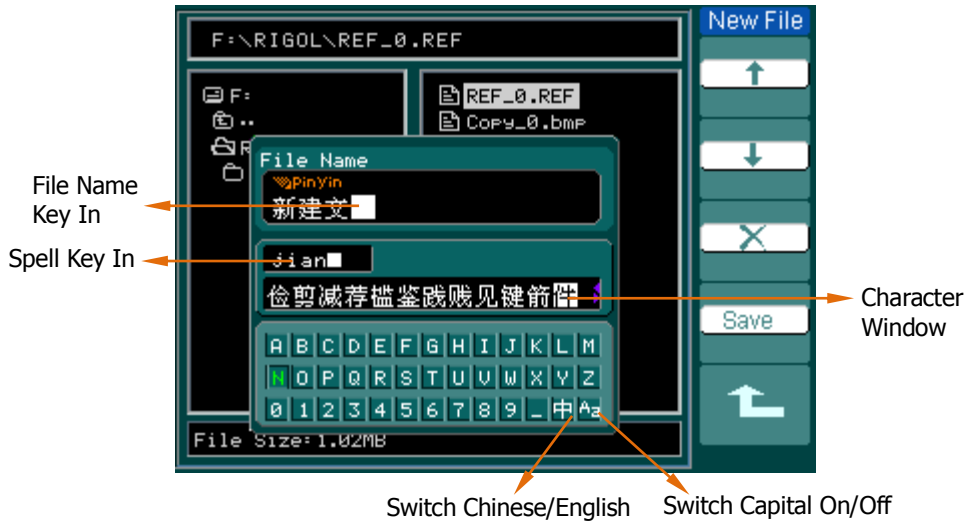 New File
F:\RIGOL\REF_0.REF
F:
REF_0.REF
..
Copy_0.bmp
R
File Name
PinYin
File Name
Key In
新建文
Spell Key In
jian
俭剪减荐槛鉴践贱见键箭件
Character
Window
Save
A B C D E F G H I J K L M
N O P Q R S T U V W X Y Z
0 1 2 3 4 5 6 7 8 9 _ 中 Aa
File Size:1.02MB
Switch Chinese/English
Switch Capital On/Off